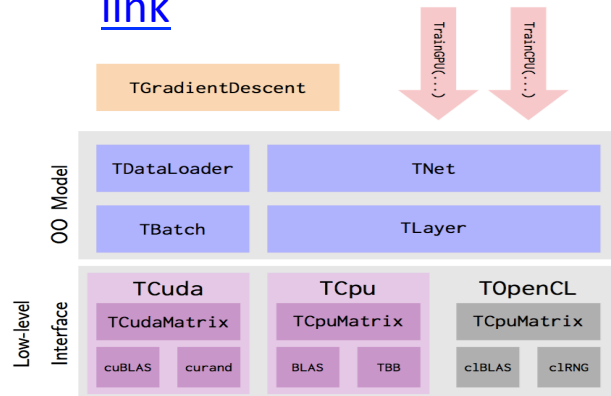 link
TrainGPU(...)
TrainCPU(...)
TGradientDescent
OO Model
TDataLoader
TNet
TBatch
TLayer
Low-level
Interface
TCuda
TCpu
TOpenCL
TCudaMatrix
TCpuMatrix
TCpuMatrix
cuBLAS
curand
BLAS
TBB
clBLAS
clRNG